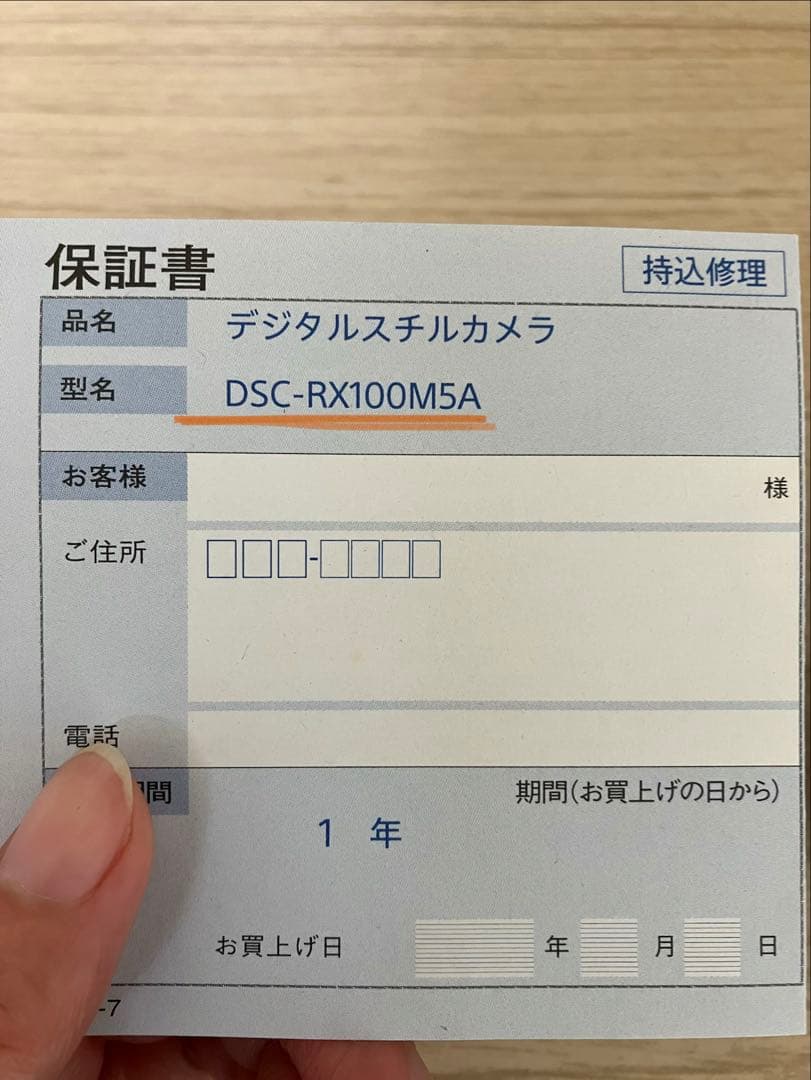 保証書
持込修理
品名 デジタルスチルカメラ
型名 DSC-RX100M5A
お客様 様
ご住所 □□□-□□□□
電話
間 期間(お買上げの日から)
1 年
お買上げ日 年 月 日
-7